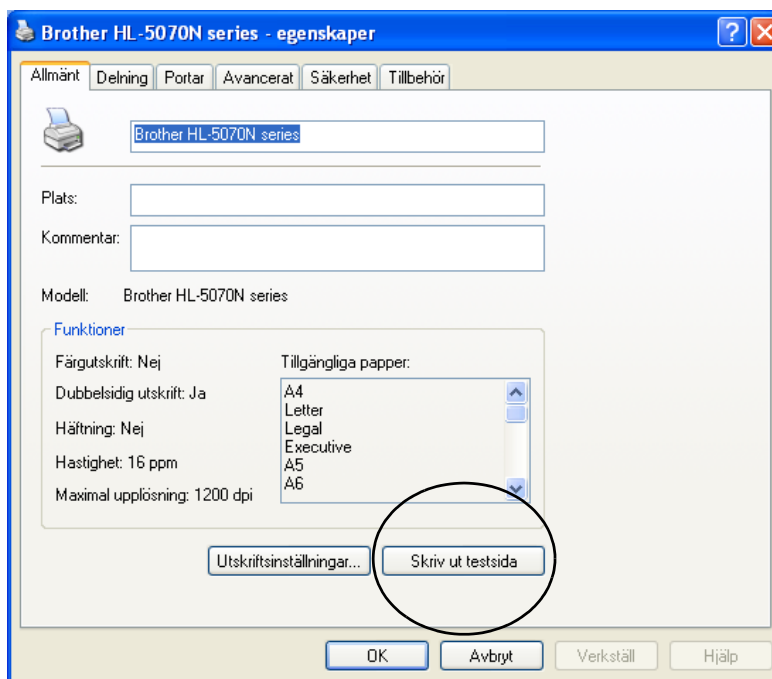 Brother HL-5070N series - egenskaper
Allmänt Delning Portar Avancerat Säkerhet Tillbehör
Brother HL-5070N series
Plats:
Kommentar:
Modell: Brother HL-5070N series
Funktioner
Färgutskrift: Nej
Dubbelsidig utskrift: Ja
Häftning: Nej
Hastighet: 16 ppm
Maximal upplösning: 1200 dpi
Tillgängliga papper:
A4
Letter
Legal
Executive
A5
A6
Utskriftsinställningar... Skriv ut testsida
OK Avbryt Verkställ Hjälp